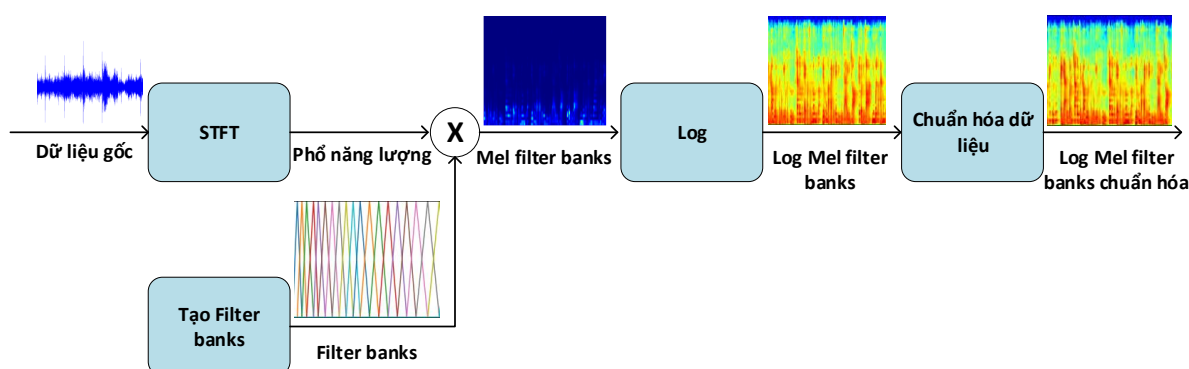 Dữ liệu gốc
STFT
Phổ năng lượng
X
Mel filter banks
Log
Log Mel filter
banks
Chuẩn hóa dữ
liệu
Log Mel filter
banks chuẩn hóa
Tạo Filter
banks
Filter banks